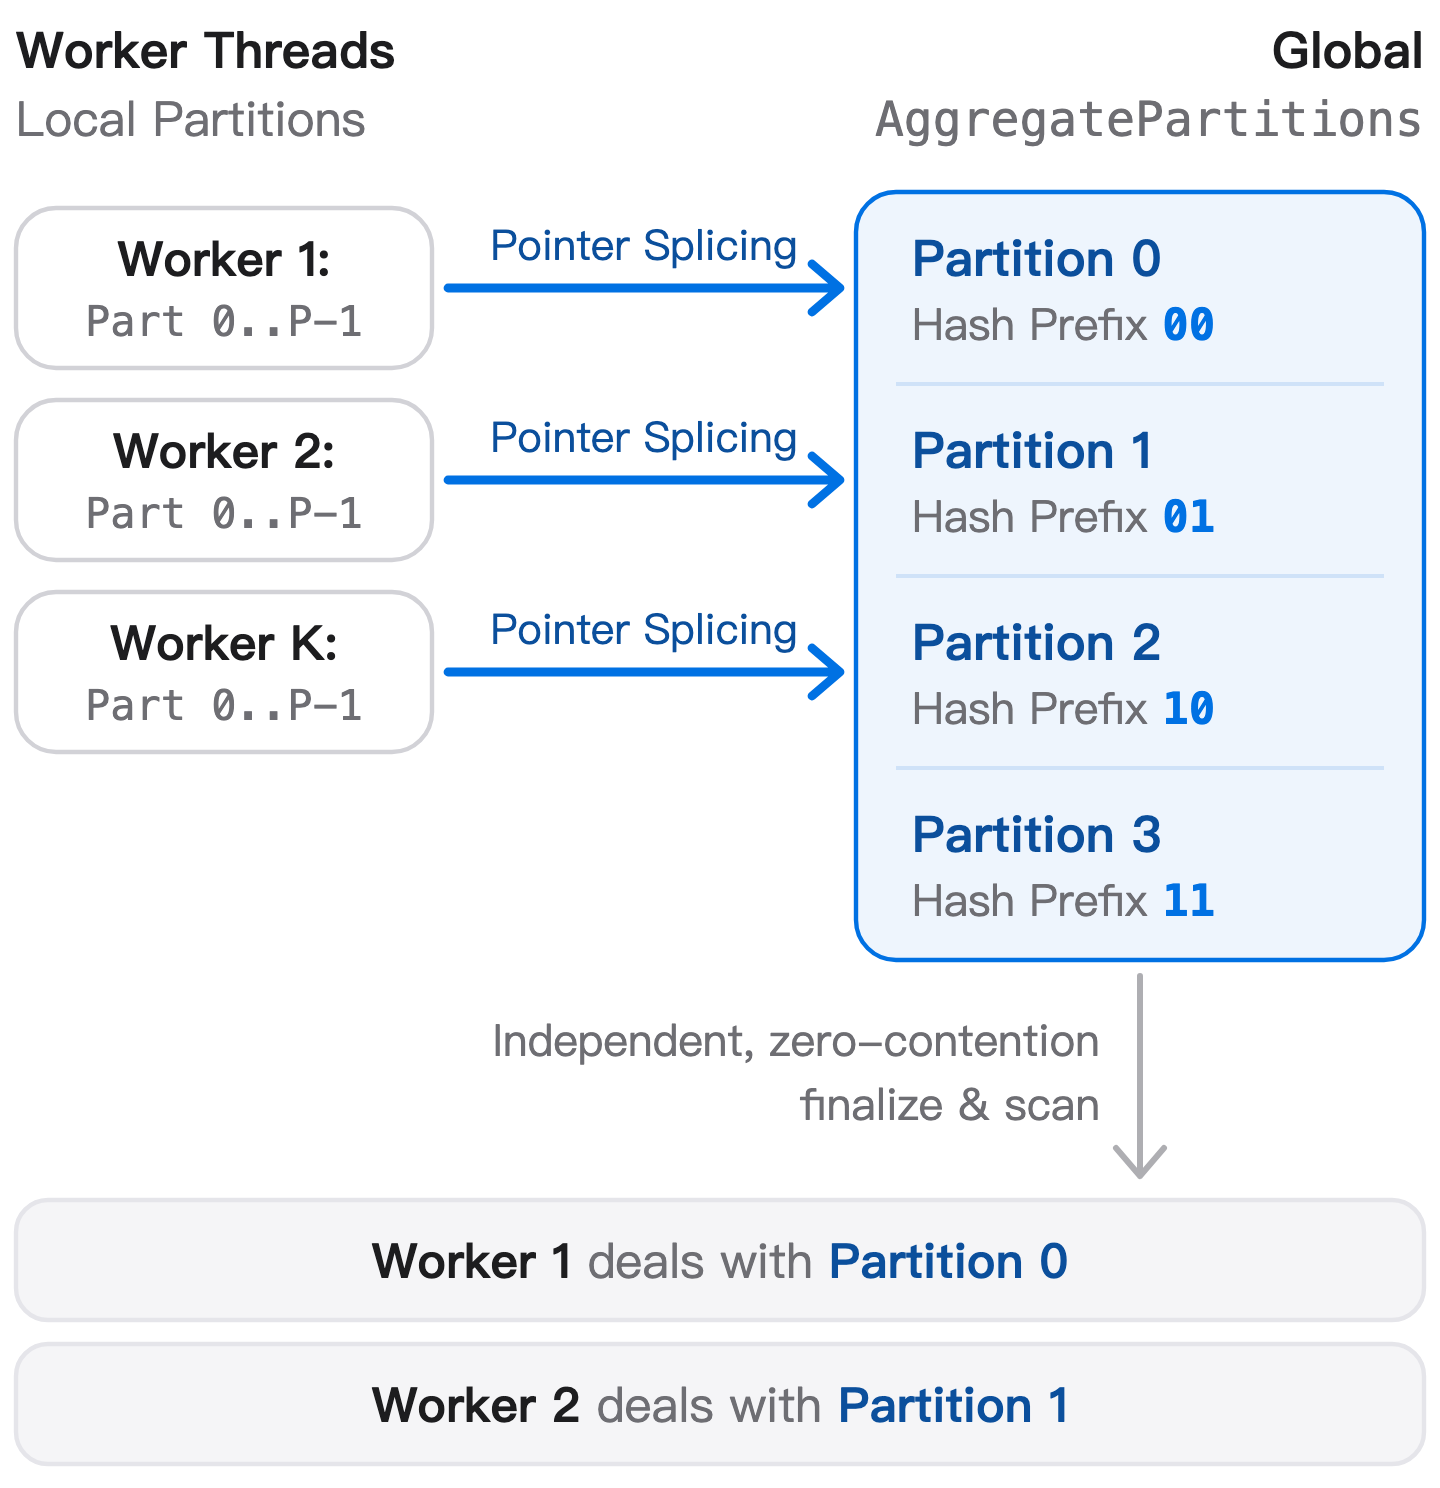 Worker Threads
Local Partitions
Global
AggregatePartitions
Worker 1:
Part 0..P-1
Pointer Splicing
Worker 2:
Part 0..P-1
Pointer Splicing
Worker K:
Part 0..P-1
Pointer Splicing
Partition 0
Hash Prefix 00
Partition 1
Hash Prefix 01
Partition 2
Hash Prefix 10
Partition 3
Hash Prefix 11
Independent, zero-contention
finalize & scan
Worker 1 deals with Partition 0
Worker 2 deals with Partition 1